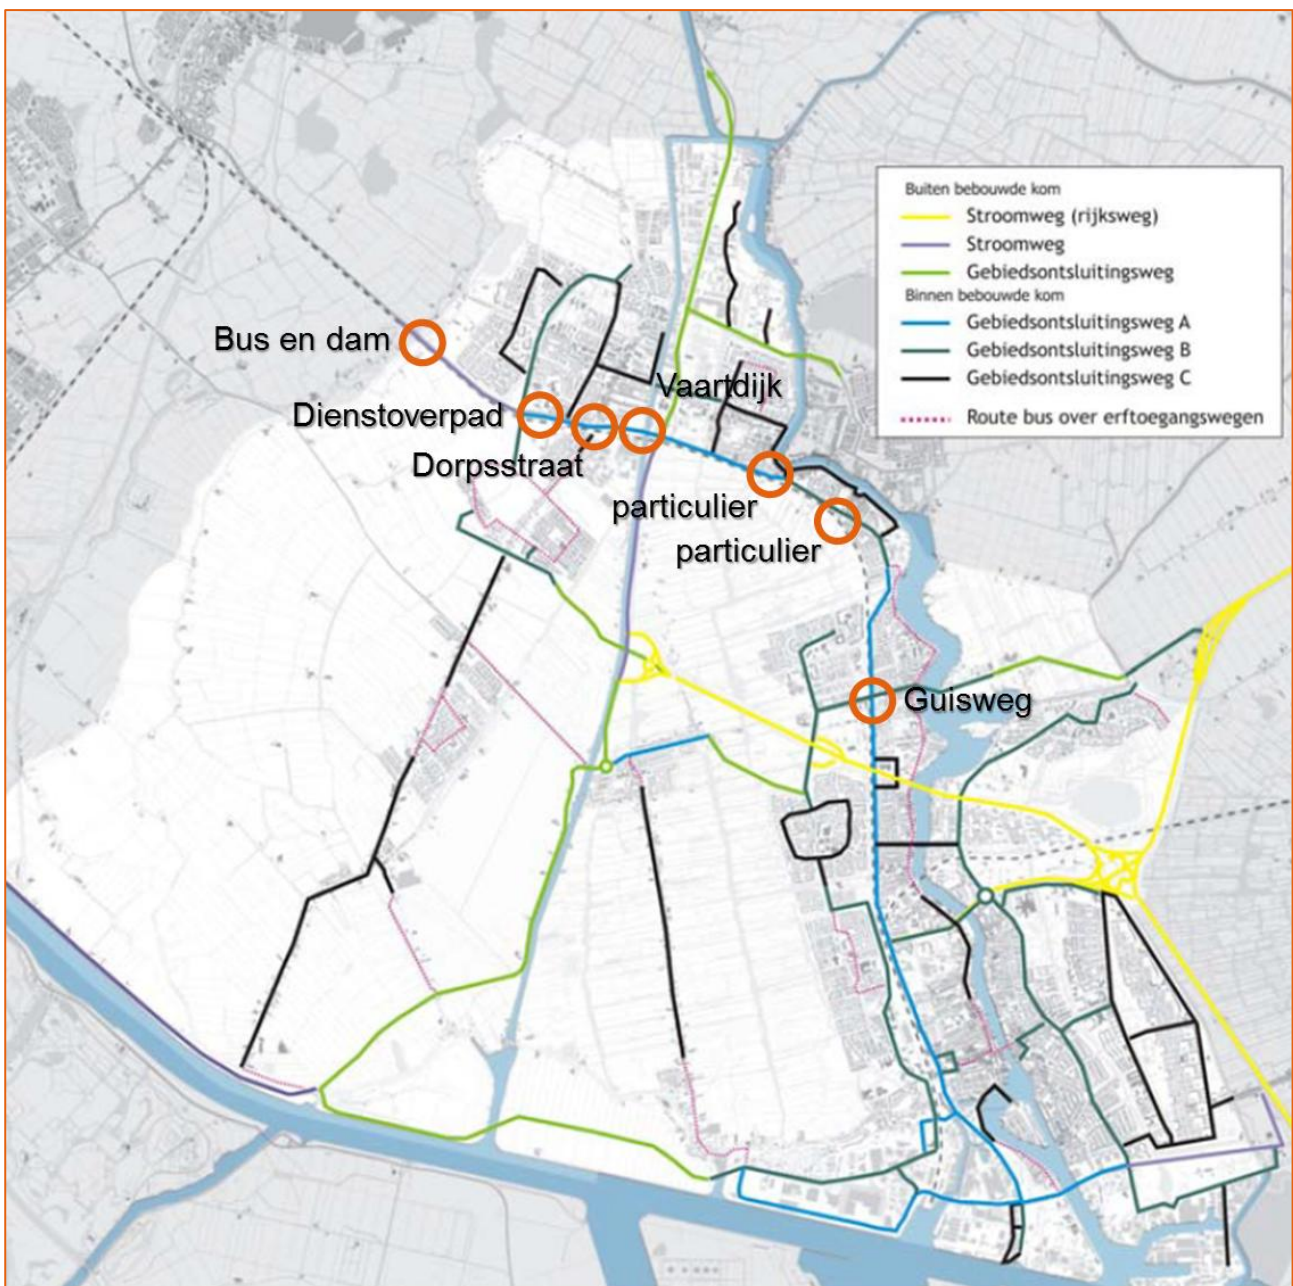 Buiten bebouwde kom
Stroomweg (rijksweg)
Stroomweg
Gebiedsontsluitingsweg
Binnen bebouwde kom
Gebiedsontsluitingsweg A
Gebiedsontsluitingsweg B
Gebiedsontsluitingsweg C
Route bus over erftoegangswegen
Bus en dam
Vaartdijk
Dienstoverpad
Dorpsstraat
particulier
particulier
Guisweg